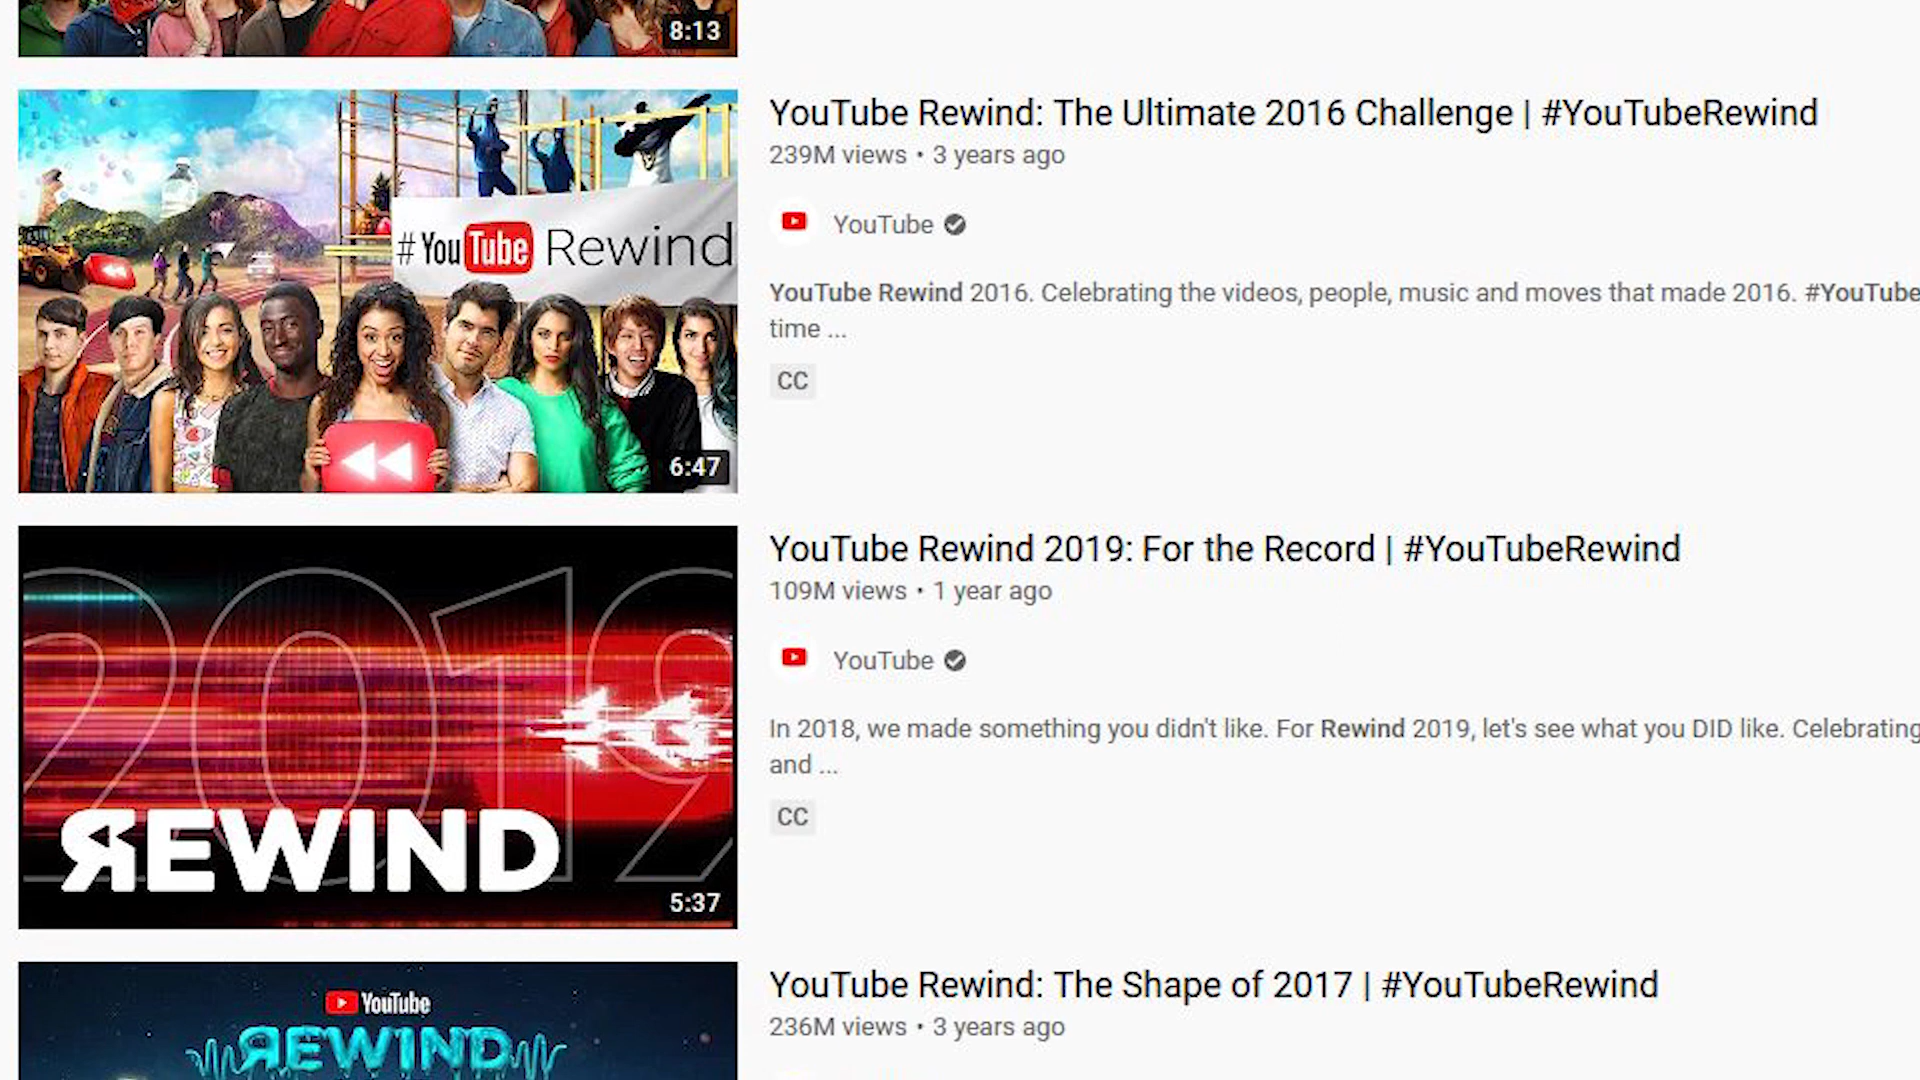 8:13
YouTube Rewind: The Ultimate 2016 Challenge | #YouTubeRewind
239M views • 3 years ago
#YouTube Rewind
YouTube
YouTube Rewind 2016. Celebrating the videos, people, music and moves that made 2016. #YouTube
time ...
CC
6:47
YouTube Rewind 2019: For the Record | #YouTubeRewind
109M views • 1 year ago
2019
YouTube
In 2018, we made something you didn't like. For Rewind 2019, let's see what you DID like. Celebrating
and ...
CC
REWIND
5:37
YouTube Rewind: The Shape of 2017 | #YouTubeRewind
236M views • 3 years ago
YouTube
REWIND